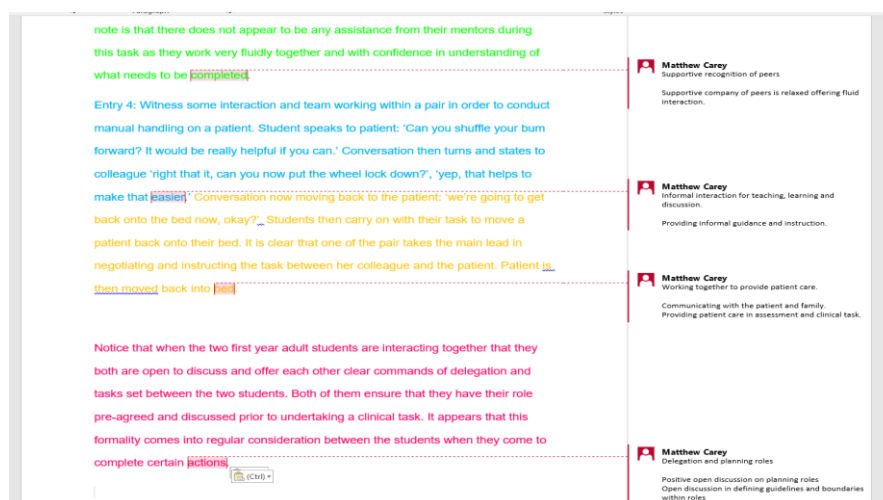 note is that there does not appear to be any assistance from their mentors during
this task as they work very fluidly together and with confidence in understanding of
what needs to be completed.
Entry 4: Witness some interaction and team working within a pair in order to conduct
manual handling on a patient. Student speaks to patient: 'Can you shuffle your bum
forward? It would be really helpful if you can.' Conversation then turns and states to
colleague 'right that it, can you now put the wheel lock down?', 'yep, that helps to
make that easier.' Conversation now moving back to the patient: 'we're going to get
back onto the bed now, okay?'. Students then carry on with their task to move a
patient back onto their bed. It is clear that one of the pair takes the main lead in
negotiating and instructing the task between her colleague and the patient. Patient is
then moved back into bed.
Notice that when the two first year adult students are interacting together that they
both are open to discuss and offer each other clear commands of delegation and
tasks set between the two students. Both of them ensure that they have their role
pre-agreed and discussed prior to undertaking a clinical task. It appears that this
formality comes into regular consideration between the students when they come to
complete certain actions.
(Ctrl)
Matthew Carey
Supportive recognition of peers
Supportive company of peers is relaxed offering fluid
interaction.
Matthew Carey
Informal interaction for teaching, learning and
discussion.
Providing informal guidance and instruction.
Matthew Carey
Working together to provide patient care.
Communicating with the patient and family.
Providing patient care in assessment and clinical task.
Matthew Carey
Delegation and planning roles
Positive open discussion on planning roles
Open discussion in defining guidelines and boundaries
within roles